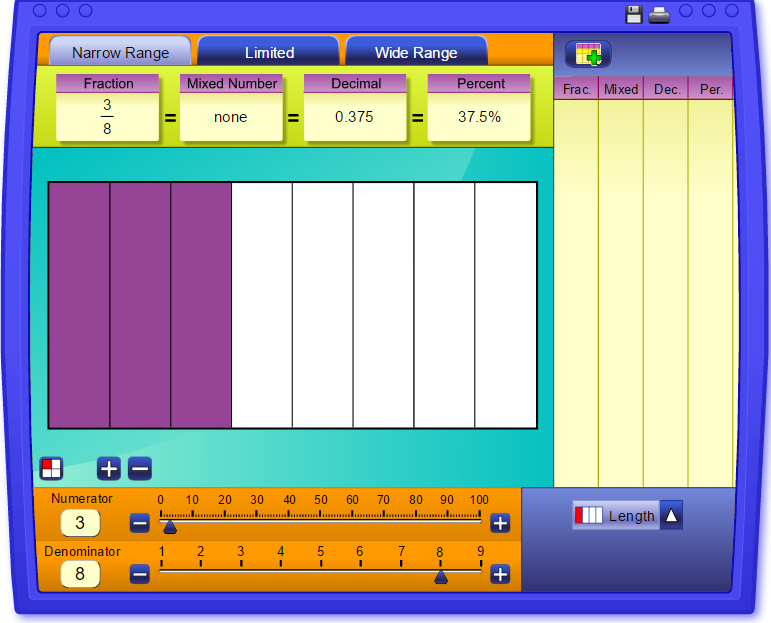 Narrow Range
Limited
Wide Range
Fraction
Mixed Number
Decimal
Percent
3
8
=
none
=
0.375
=
37.5%
Frac.
Mixed
Dec.
Per.
Numerator
3
0 10 20 30 40 50 60 70 80 90 100
Denominator
8
1 2 3 4 5 6 7 8 9
Length